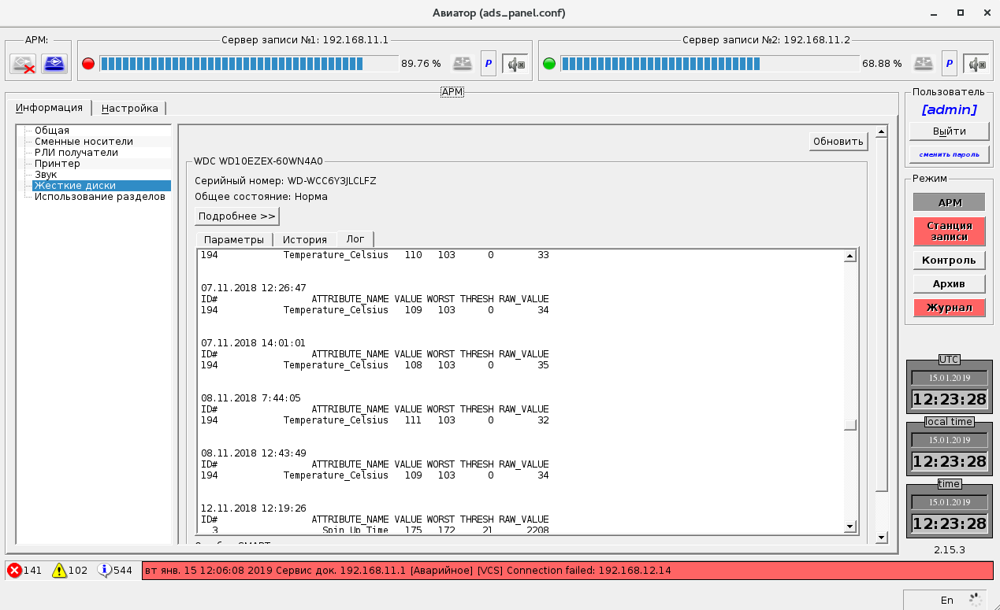 Авиатор (ads_panel.conf)
АРМ:
Сервер записи №1: 192.168.11.1
89.76 %
P
Сервер записи №2: 192.168.11.2
68.88 %
P
АРМ
Информация
Настройка
Общая
Сменные носители
РЛИ получатели
Принтер
Звук
Жесткие диски
Использование разделов
Обновить
WDC WD10EZEX-60WN4A0
Серийный номер: WD-WCC6Y3JLCLFZ
Общее состояние: Норма
Подробнее >>
Параметры
История
Лог
194 Temperature_Celsius 110 103 0 33
07.11.2018 12:26:47
ID# ATTRIBUTE_NAME VALUE WORST THRESH RAW_VALUE
194 Temperature_Celsius 109 103 0 34
07.11.2018 14:01:01
ID# ATTRIBUTE_NAME VALUE WORST THRESH RAW_VALUE
194 Temperature_Celsius 108 103 0 35
08.11.2018 7:44:05
ID# ATTRIBUTE_NAME VALUE WORST THRESH RAW_VALUE
194 Temperature_Celsius 111 103 0 32
08.11.2018 12:43:49
ID# ATTRIBUTE_NAME VALUE WORST THRESH RAW_VALUE
194 Temperature_Celsius 109 103 0 34
12.11.2018 12:19:26
ID# ATTRIBUTE_NAME VALUE WORST THRESH RAW_VALUE
3 Spin_Up_Time 175 172 21 2208
Пользователь
[admin]
Выйти
сменить пароль
Режим
АРМ
Станция
записи
Контроль
Архив
Журнал
UTC
15.01.2019
12:23:28
local time
15.01.2019
12:23:28
time
15.01.2019
12:23:28
2.15.3
141
102
544
вт янв. 15 12:06:08 2019 Сервис док. 192.168.11.1 [Аварийное] [VCS] Connection failed: 192.168.12.14
En